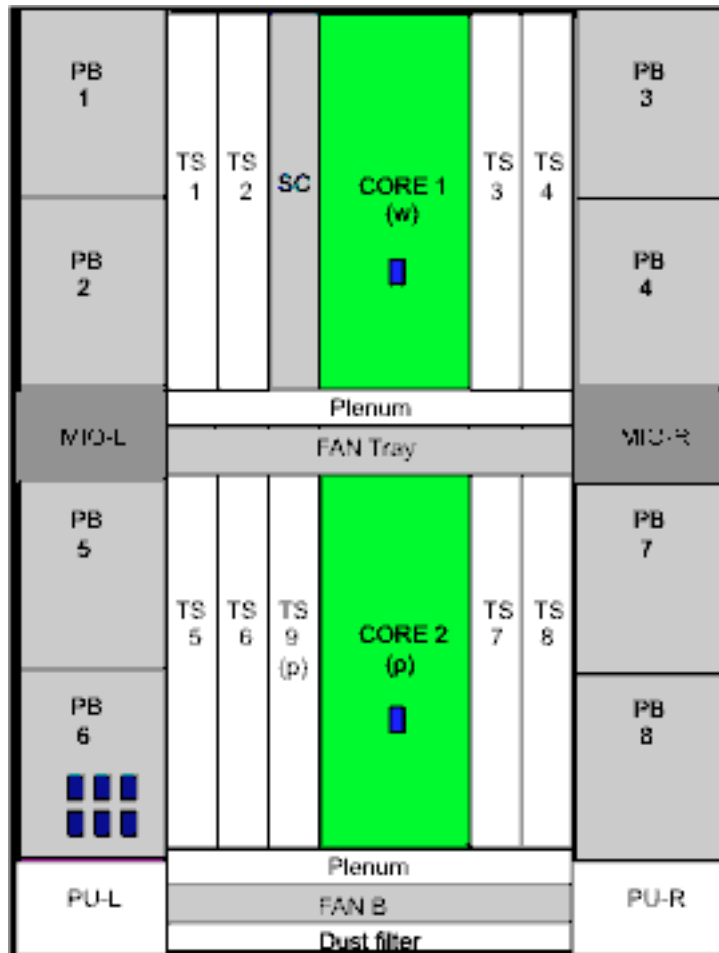 PB
1
TS
1
TS
2
SC
CORE 1
(w)
TS
3
TS
4
PB
3
PB
2
PB
4
Plenum
MIO-L
FAN Tray
MIO-R
PB
5
TS
5
TS
6
TS
9
(p)
CORE 2
(p)
TS
7
TS
8
PB
7
PB
6
PB
8
Plenum
PU-L
FAN B
PU-R
Dust filter